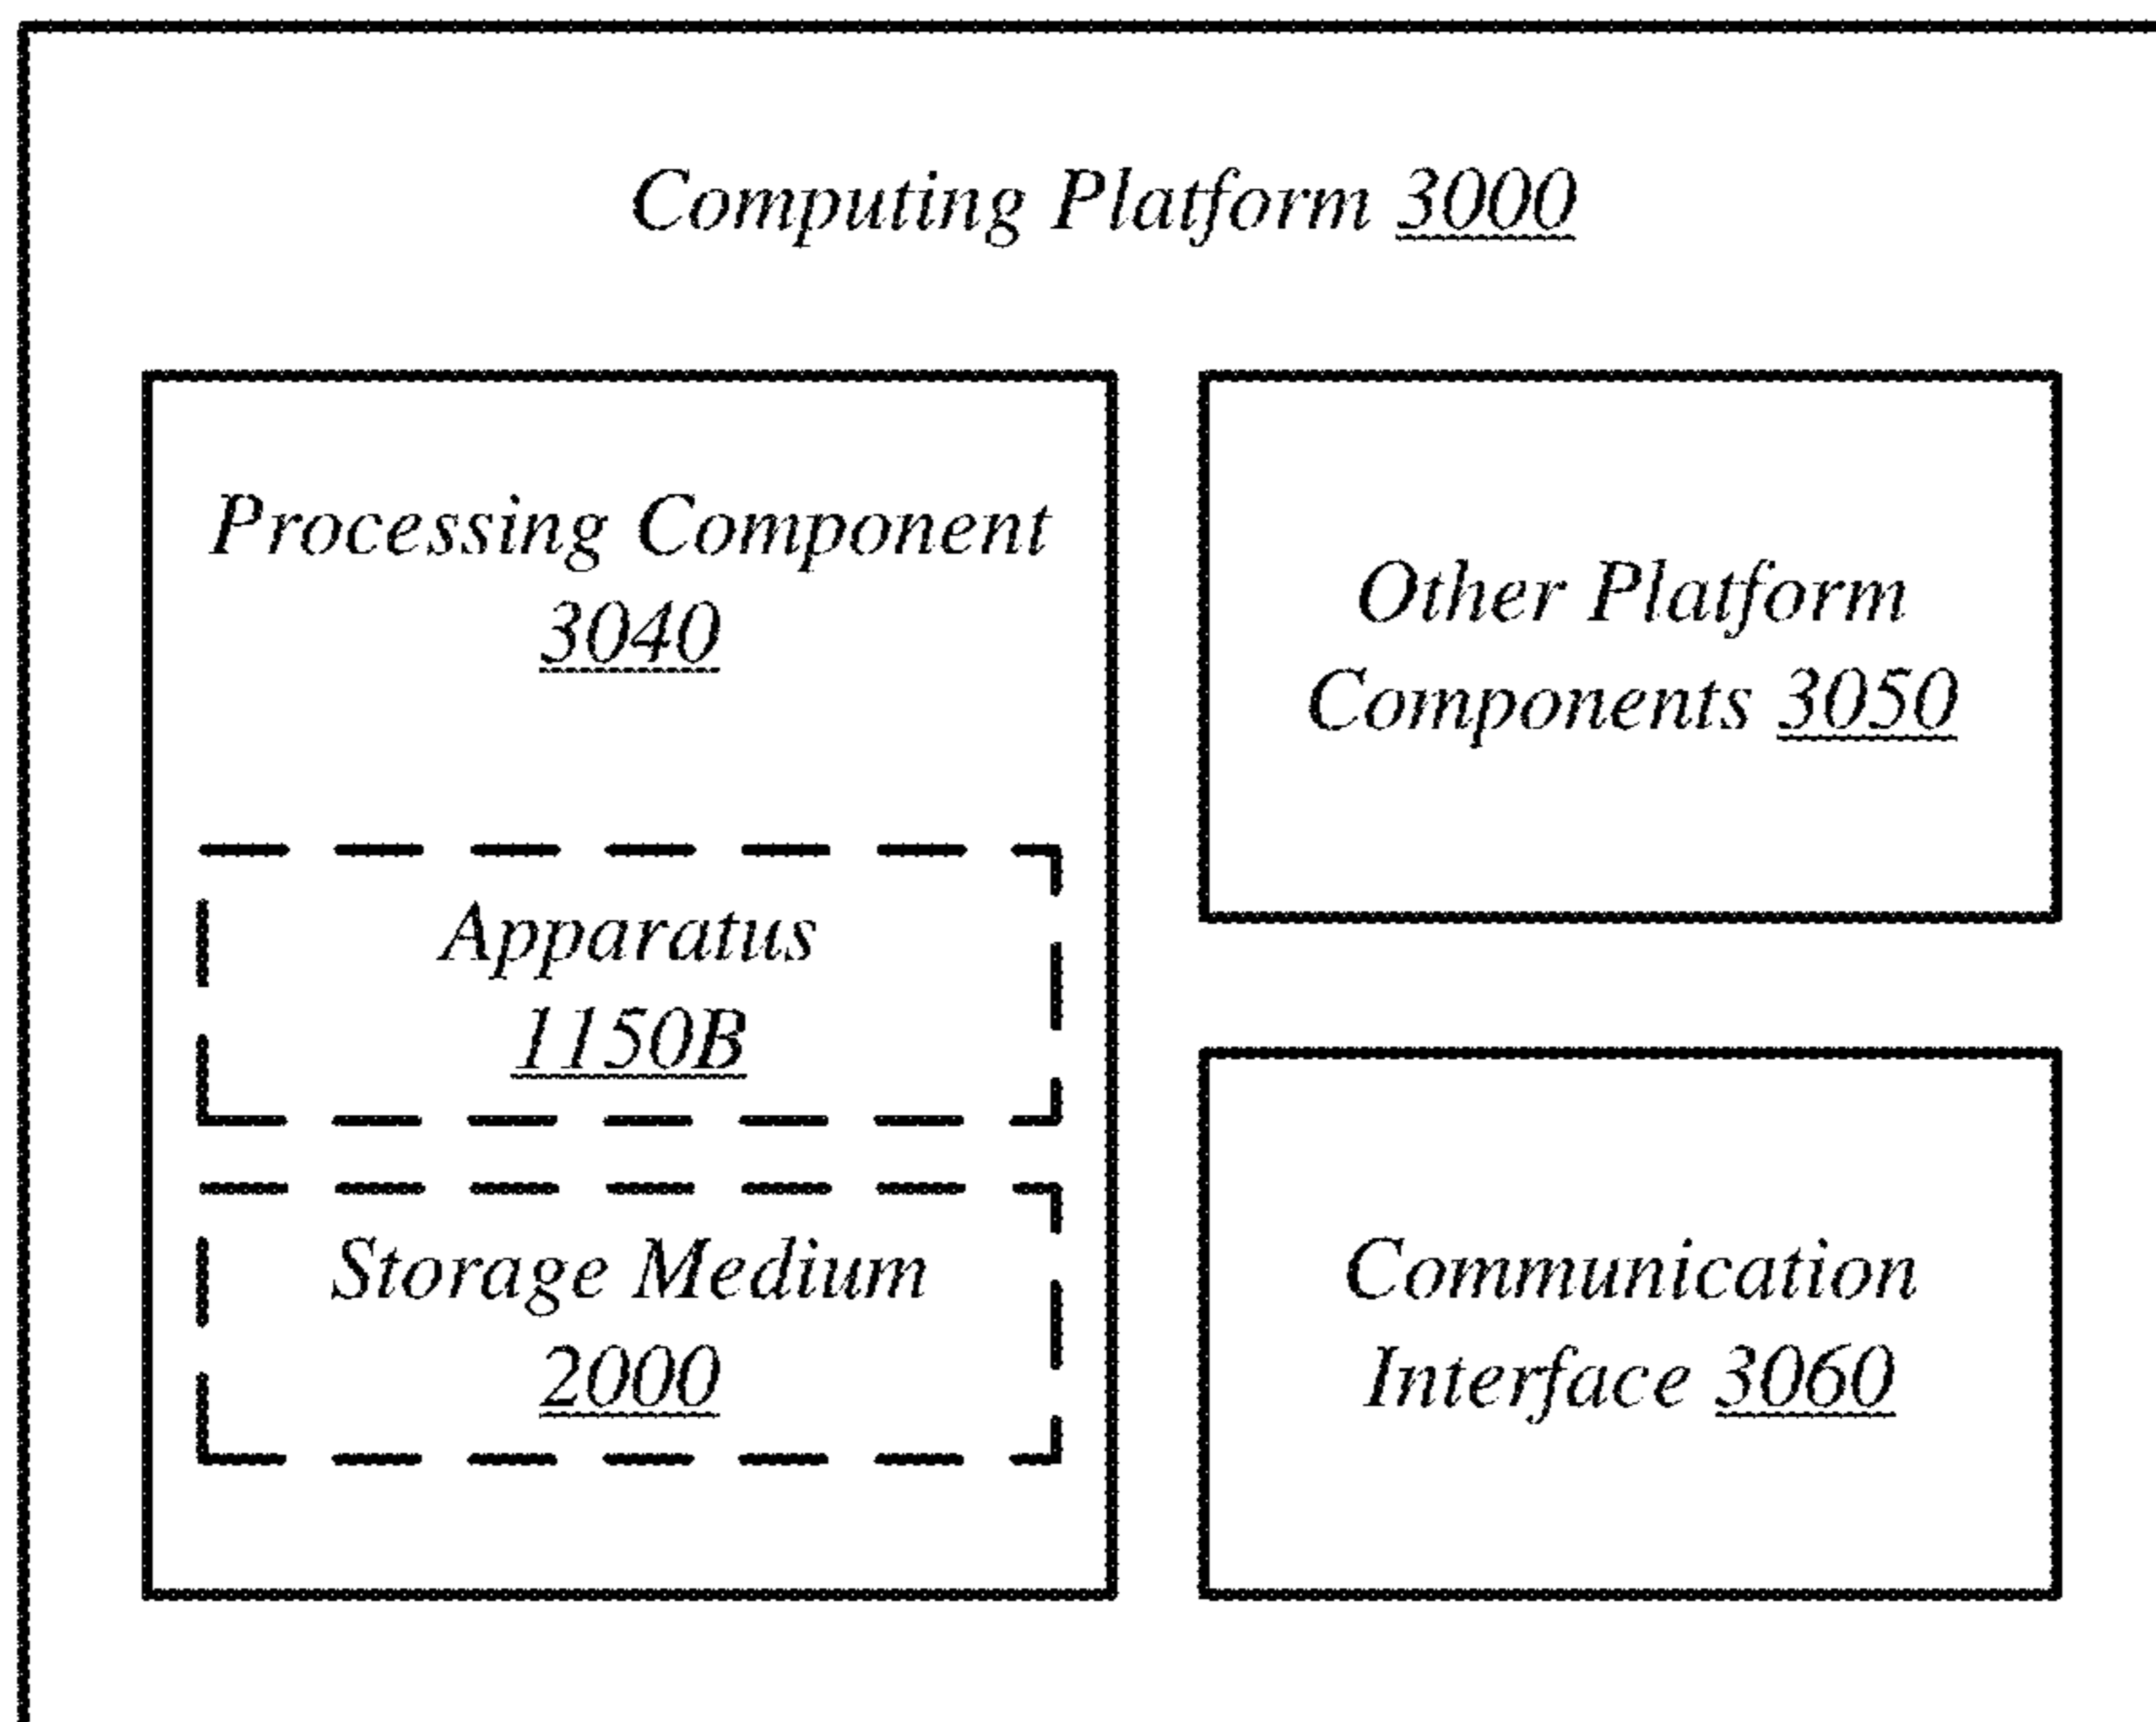 Computing Platform 3000
Processing Component
3040
Apparatus
1150B
Storage Medium
2000
Other Platform
Components 3050
Communication
Interface 3060